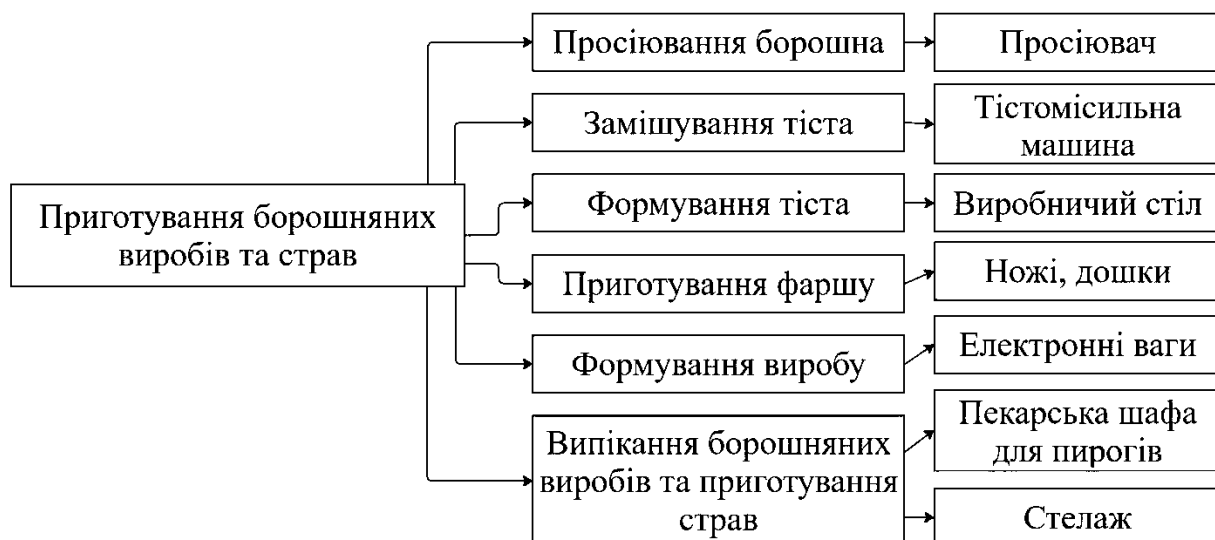 Приготування борошняних
виробів та страв
Просіювання борошна
Просіювач
Замішування тіста
Тістомісильна
машина
Формування тіста
Виробничий стіл
Приготування фаршу
Ножі, дошки
Формування виробу
Електронні ваги
Випікання борошняних
виробів та приготування
страв
Пекарська шафа
для пирогів
Стелаж